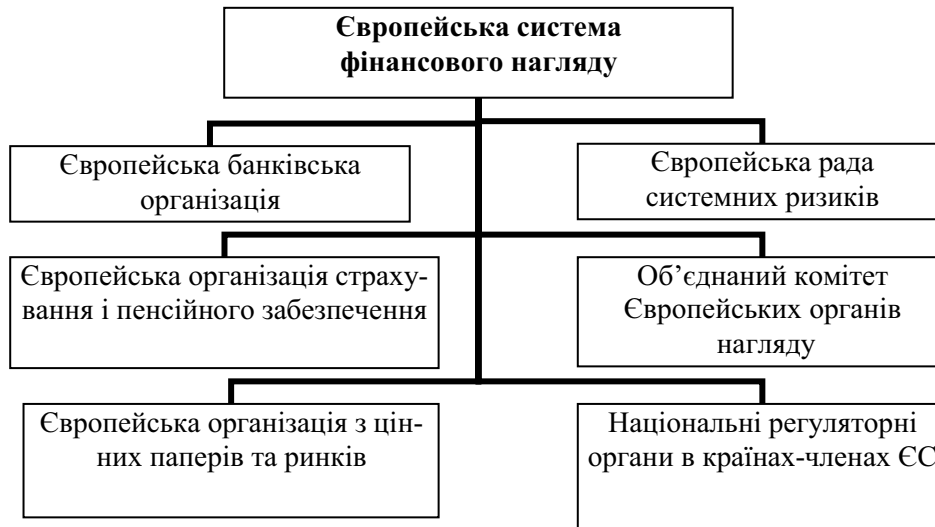 Європейська система
фінансового нагляду
Європейська банківська
організація
Європейська рада
системних ризиків
Європейська організація страху-
вання і пенсійного забезпечення
Об’єднаний комітет
Європейських органів
нагляду
Європейська організація з цін-
них паперів та ринків
Національні регуляторні
органи в країнах-членах ЄС